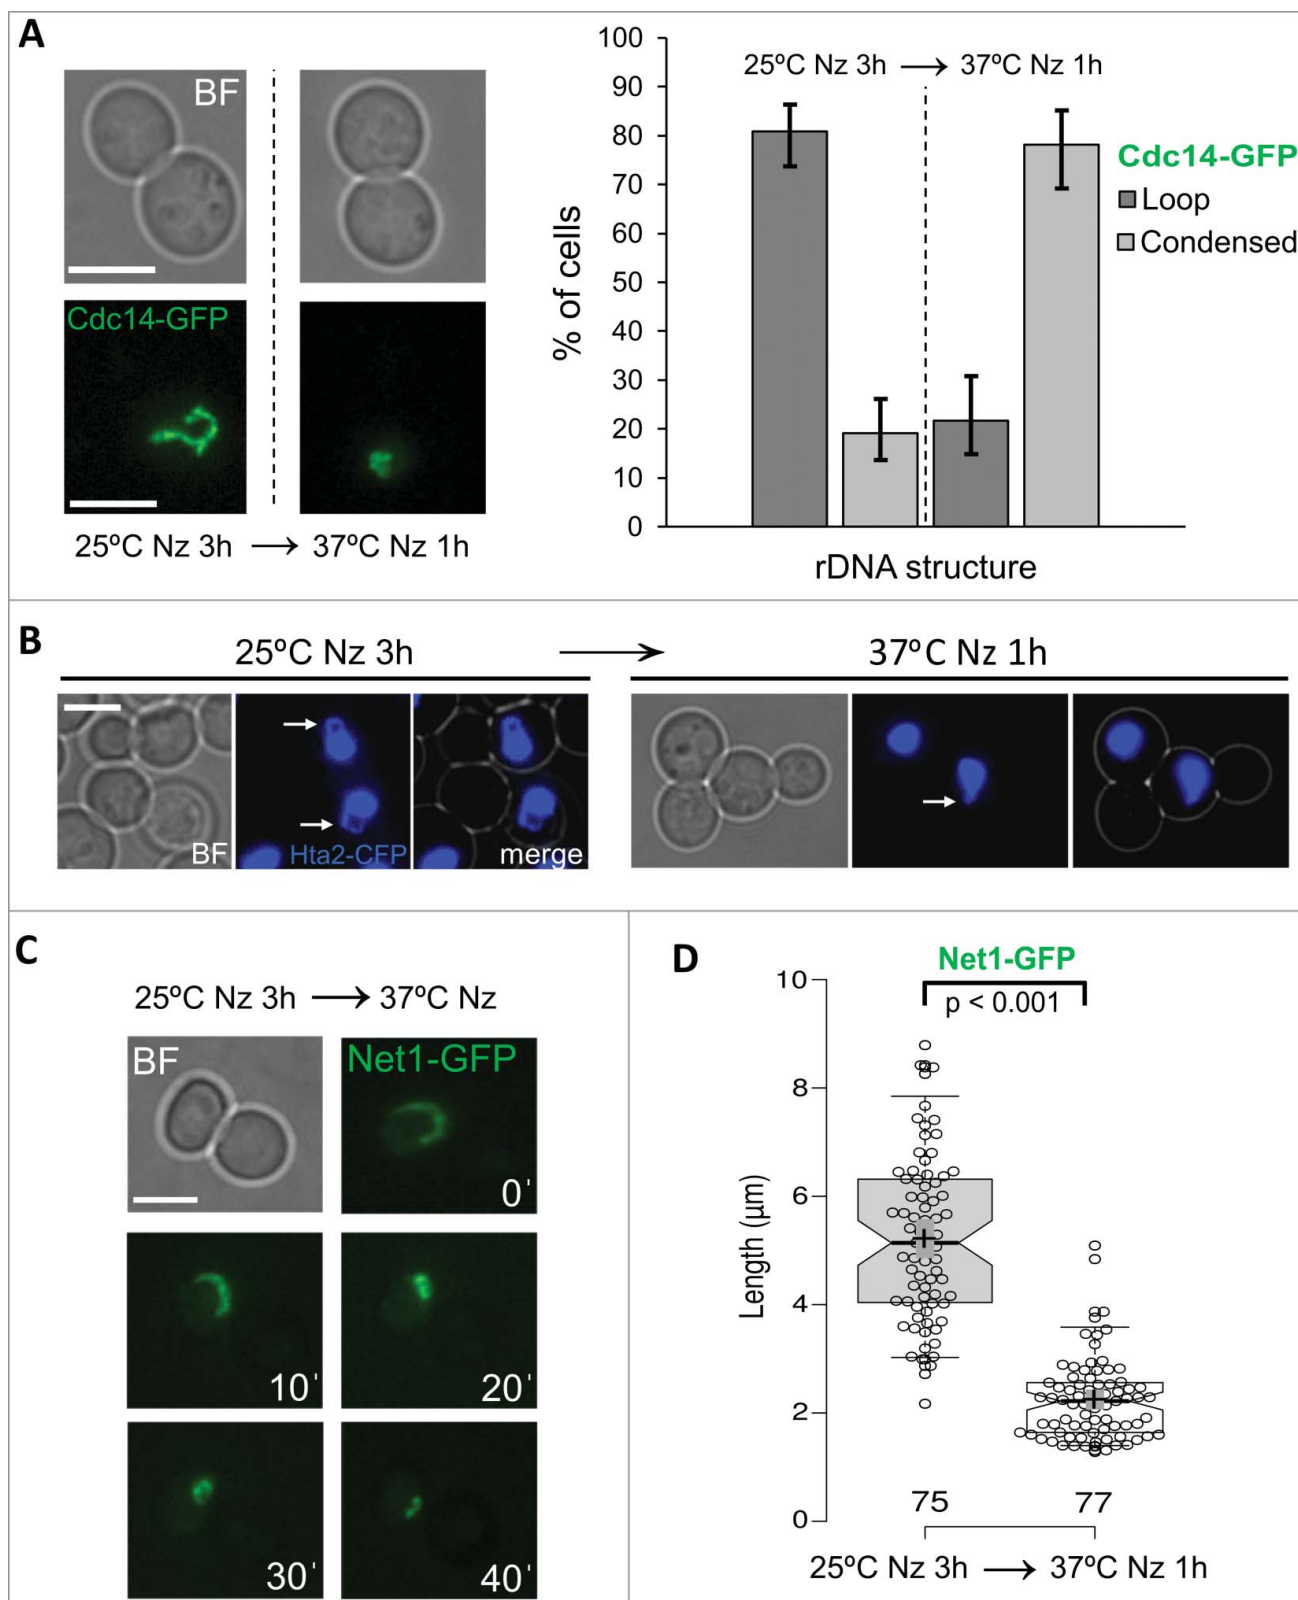 A
BF
Cdc14-GFP
25ºC Nz 3h → 37ºC Nz 1h
100
90
80
70
60
50
40
30
20
10
0
% of cells
25ºC Nz 3h → 37ºC Nz 1h
Cdc14-GFP
Loop
Condensed
rDNA structure
B
25ºC Nz 3h → 37ºC Nz 1h
BF
Hta2-CFP
merge
C
25ºC Nz 3h → 37ºC Nz
BF
Net1-GFP
0'
10'
20'
30'
40'
D
Net1-GFP
p < 0.001
10
8
6
4
2
0
Length (μm)
75
77
25ºC Nz 3h → 37ºC Nz 1h